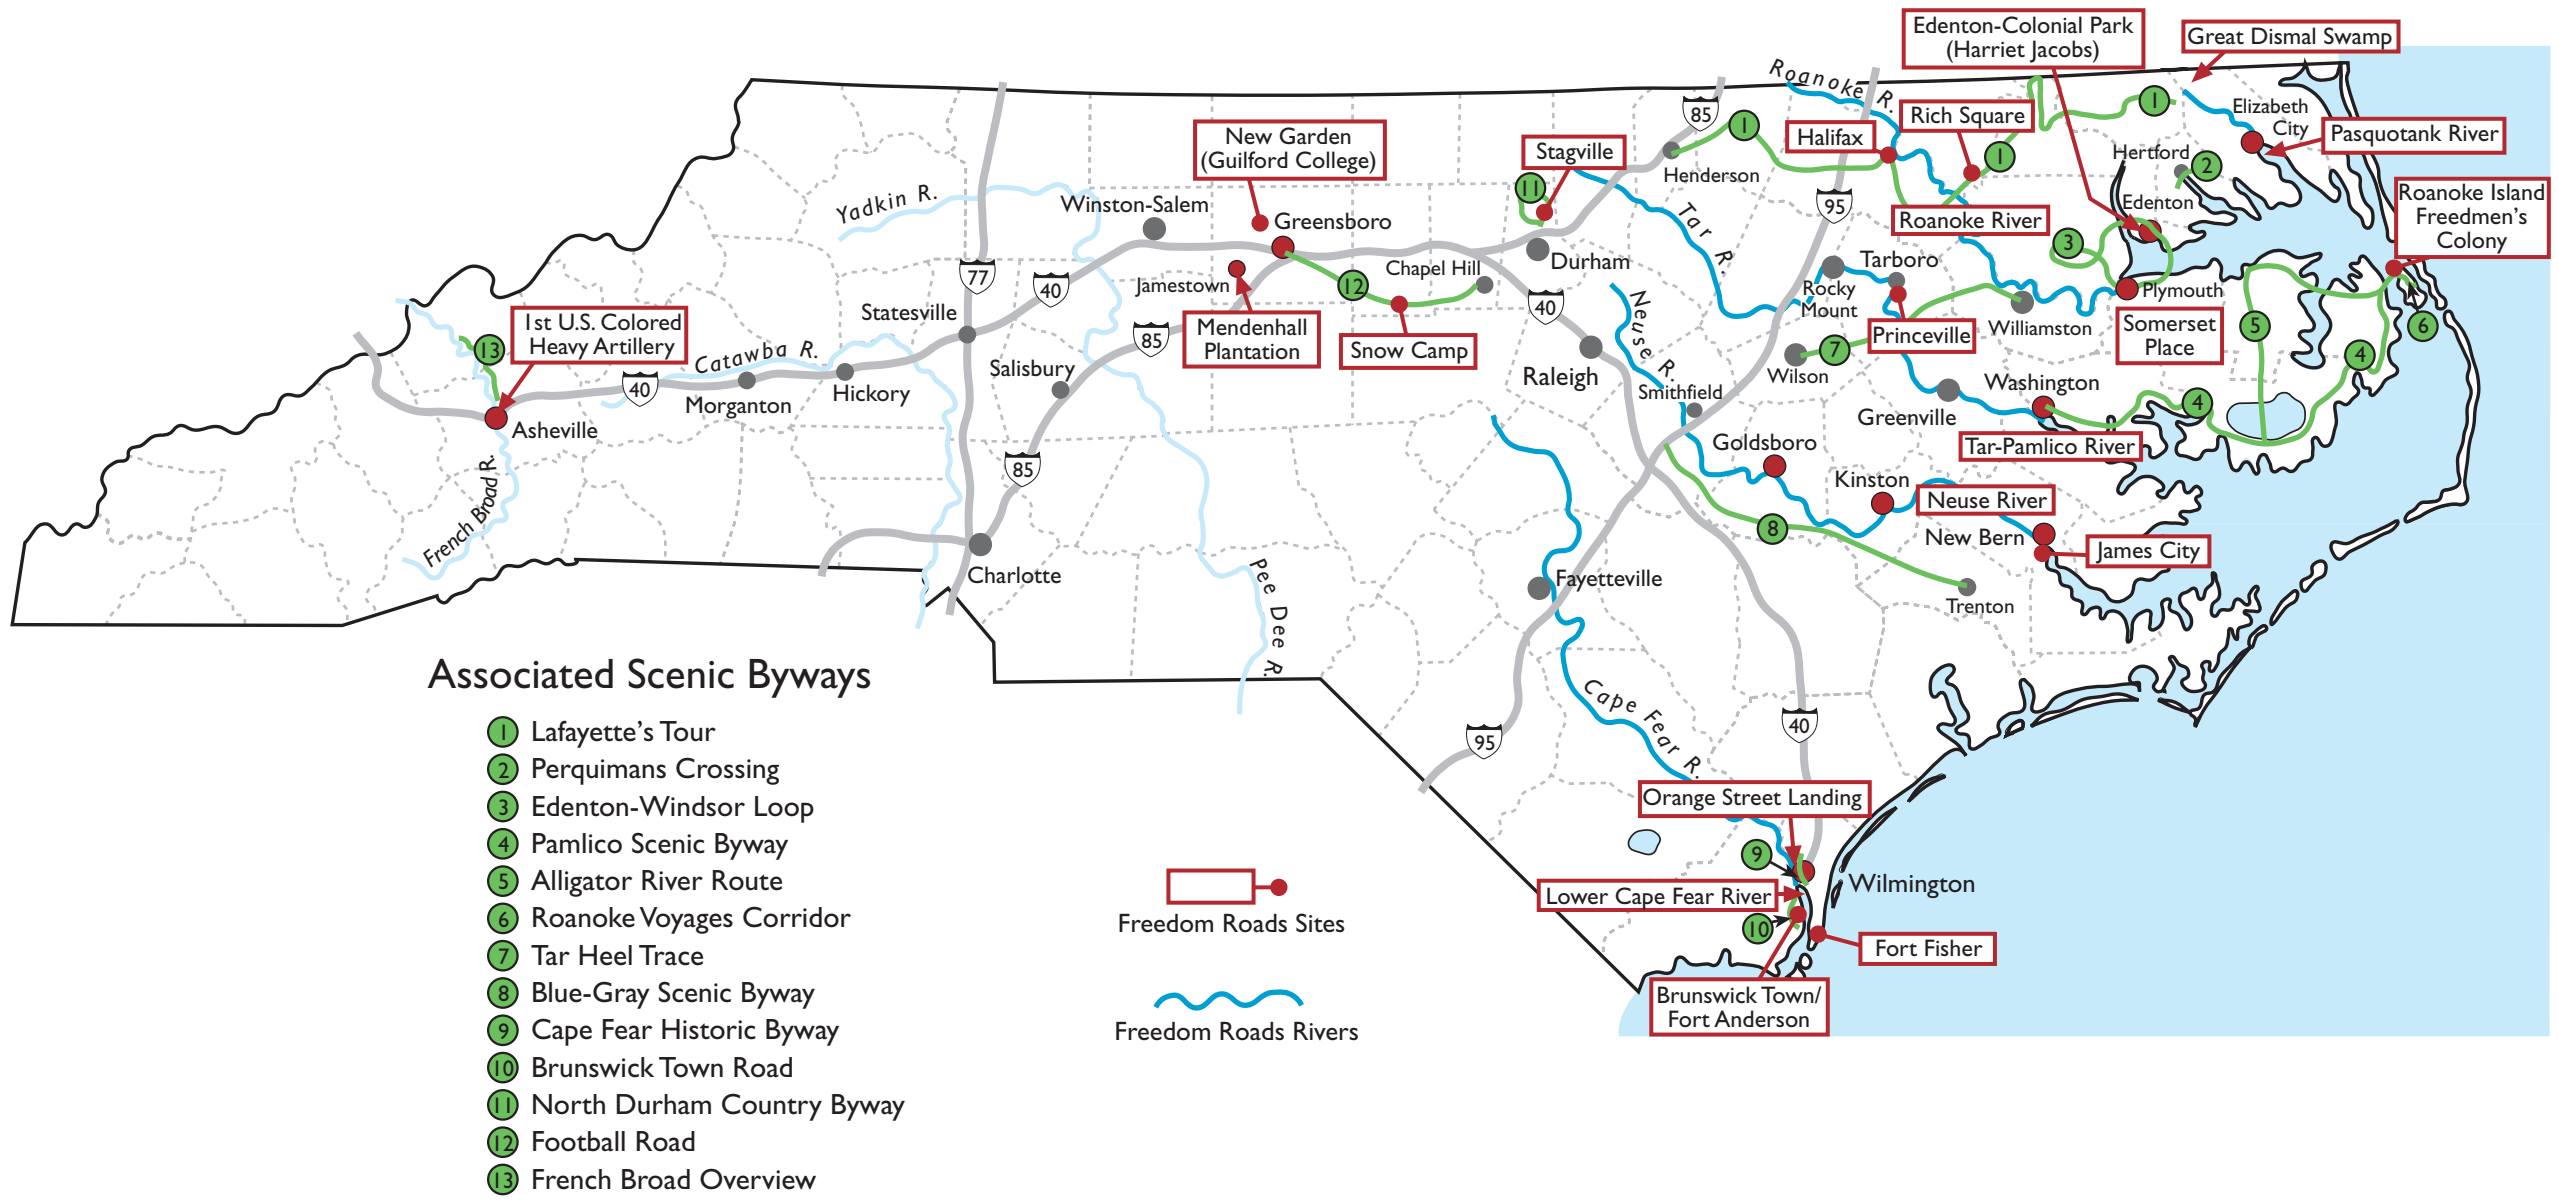 Edenton-Colonial Park
(Harriet Jacobs)
Great Dismal Swamp
Roanoke R.
85
1
1
Elizabeth
City
Rich Square
Halifax
Pasquotank River
New Garden
(Guilford College)
Stagville
Henderson
1
Hertford
2
11
Yadkin R.
Winston-Salem
95
Edenton
Roanoke Island
Freedmen's
Colony
Greensboro
Roanoke River
Tar R.
3
Durham
Chapel Hill
Tarboro
77
40
Jamestown
12
Rocky
Mount
Plymouth
40
Neuse R.
Statesville
1st U.S. Colored
Heavy Artillery
Mendenhall
Plantation
Williamston
Somerset
Place
5
6
85
Snow Camp
Princeville
7
4
13
Catawba R.
Salisbury
Raleigh
Wilson
40
Morganton
Hickory
Smithfield
Washington
4
Greenville
Asheville
Goldsboro
Tar-Pamlico River
85
French Broad R.
Kinston
Neuse River
8
New Bern
James City
Charlotte
Pee Dee R.
Fayetteville
Trenton
Cape Fear R.
95
40
Orange Street Landing
9
Wilmington
Lower Cape Fear River
10
Fort Fisher
Brunswick Town/
Fort Anderson
Associated Scenic Byways
1 Lafayette's Tour
2 Perquimans Crossing
3 Edenton-Windsor Loop
4 Pamlico Scenic Byway
5 Alligator River Route
6 Roanoke Voyages Corridor
7 Tar Heel Trace
8 Blue-Gray Scenic Byway
9 Cape Fear Historic Byway
10 Brunswick Town Road
11 North Durham Country Byway
12 Football Road
13 French Broad Overview
Freedom Roads Sites
Freedom Roads Rivers